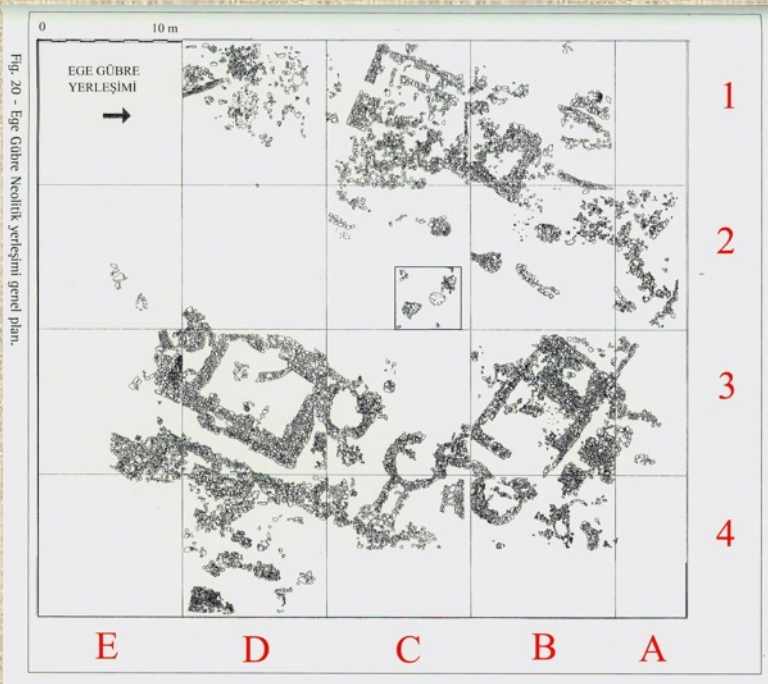 0 10 m
EGE GÜBRE
YERLEŞİMİ
Fig. 20 - Ege Gübre Neolitik yerleşimi genel plan.
1
2
3
4
E D C B A